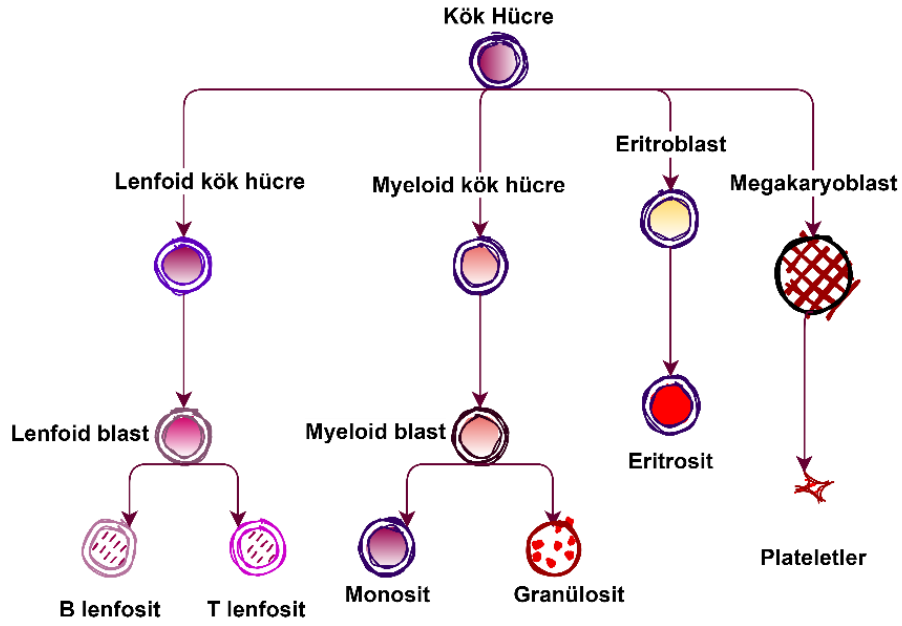 Kök Hücre
Eritroblast
Lenfoid kök hücre
Myeloid kök hücre
Megakaryoblast
Lenfoid blast
Myeloid blast
Eritrosit
Plateletler
B lenfosit
T lenfosit
Monosit
Granülosit